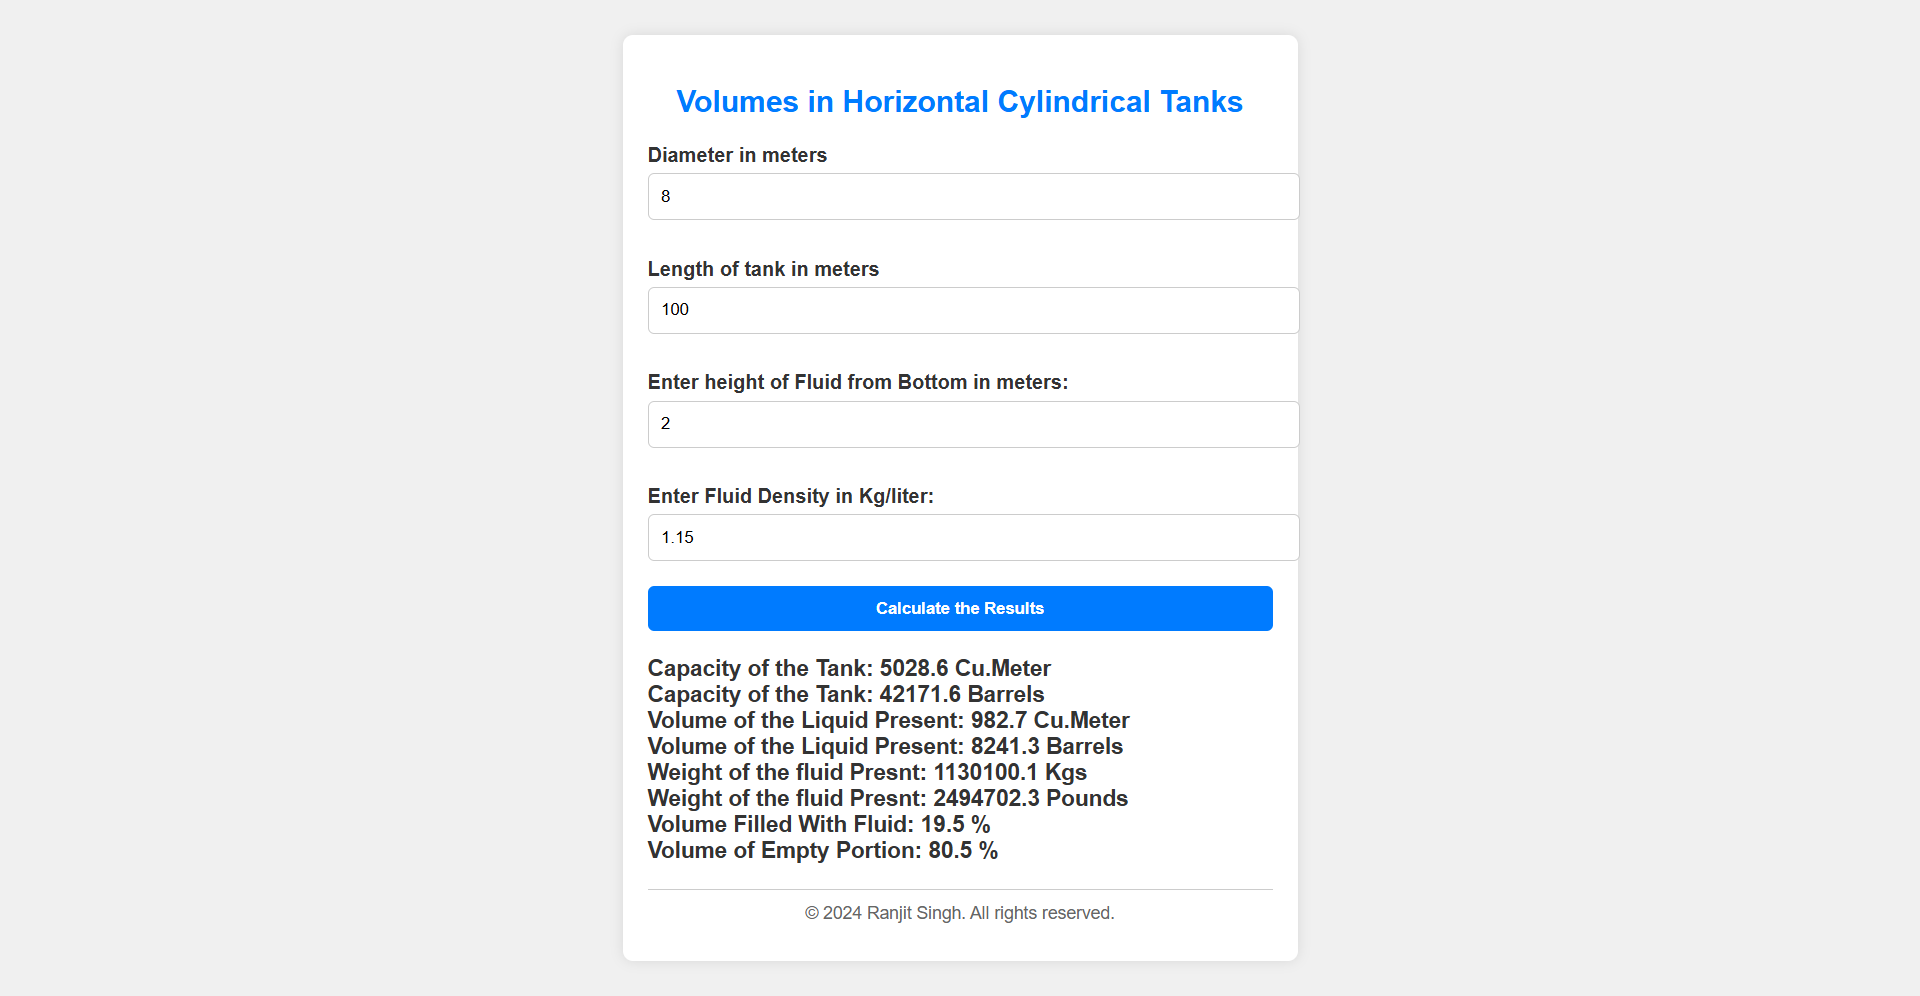 Volumes in Horizontal Cylindrical Tanks
Diameter in meters
8
Length of tank in meters
100
Enter height of Fluid from Bottom in meters:
2
Enter Fluid Density in Kg/liter:
1.15
Calculate the Results
Capacity of the Tank: 5028.6 Cu.Meter
Capacity of the Tank: 42171.6 Barrels
Volume of the Liquid Present: 982.7 Cu.Meter
Volume of the Liquid Present: 8241.3 Barrels
Weight of the fluid Presnt: 1130100.1 Kgs
Weight of the fluid Presnt: 2494702.3 Pounds
Volume Filled With Fluid: 19.5 %
Volume of Empty Portion: 80.5 %
© 2024 Ranjit Singh. All rights reserved.